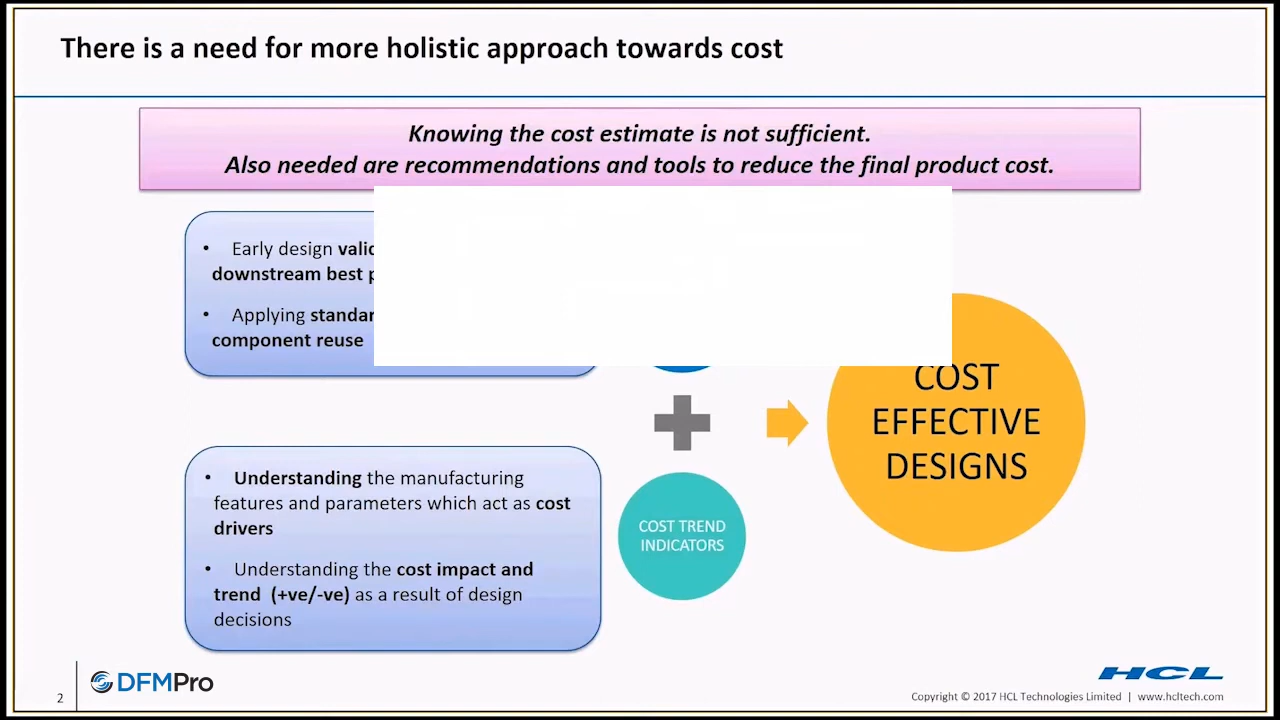 There is a need for more holistic approach towards cost
Knowing the cost estimate is not sufficient.
Also needed are recommendations and tools to reduce the final product cost.
• Early design
downstream best
• Applying
component reuse
COST
EFFECTIVE
DESIGNS
• Understanding the manufacturing
features and parameters which act as cost
drivers
• Understanding the cost impact and
trend (+ve/-ve) as a result of design
decisions
COST TREND
INDICATORS
2
DFMPro
HCL
Copyright © 2017 HCL Technologies Limited | www.hcltech.com